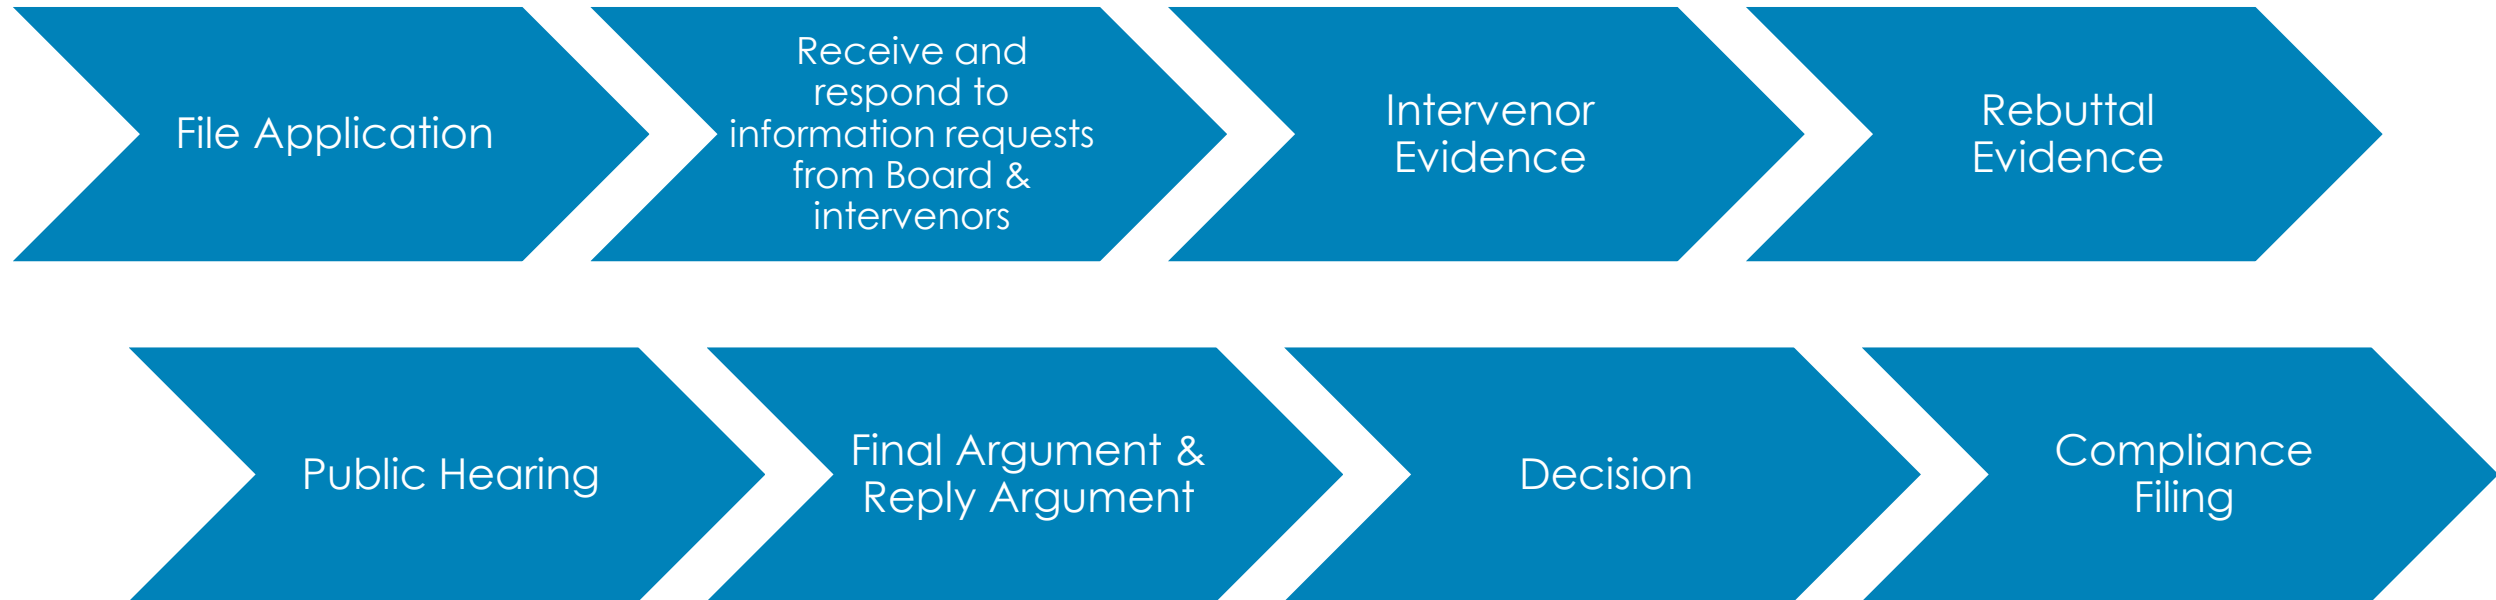 File Application
Receive and
respond to
information requests
from Board &
intervenors
Intervenor
Evidence
Rebuttal
Evidence
Public Hearing
Final Argument &
Reply Argument
Decision
Compliance
Filing